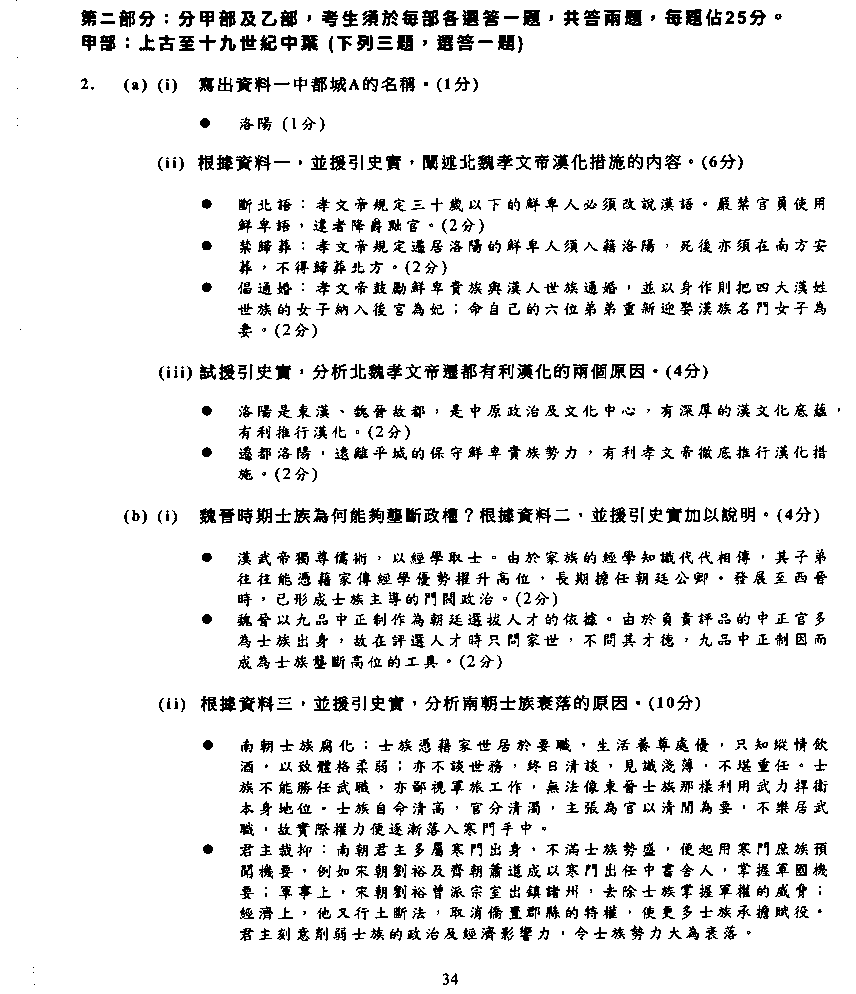 第二部分：分甲部及乙部，考生須於每部各選答一題，共答兩題，每題佔25分。
甲部：上古至十九世紀中葉 (下列三題，選答一題)
2. (a) (i) 寫出資料一中都城A的名稱。(1分)
● 洛陽 (1分)
(ii) 根據資料一，並援引史實，闡述北魏孝文帝漢化措施的內容。(6分)
● 斷北語：孝文帝規定三十歲以下的鮮卑人必須改說漢語。嚴禁官員使用
鮮卑語，違者降爵黜官。(2分)
● 禁歸葬：孝文帝規定遷居洛陽的鮮卑人須入籍洛陽，死後亦須在南方安
葬，不得歸葬北方。(2分)
● 倡通婚：孝文帝鼓勵鮮卑貴族與漢人世族通婚，並以身作則把四大漢姓
世族的女子納入後宮為妃；命自己的六位弟弟重新迎娶漢族名門女子為
妻。(2分)
(iii) 試援引史實，分析北魏孝文帝遷都有利漢化的兩個原因。(4分)
● 洛陽是東漢、魏晉故都，是中原政治及文化中心，有深厚的漢文化底蘊，
有利推行漢化。(2分)
● 遷都洛陽，遠離平城的保守鮮卑貴族勢力，有利孝文帝徹底推行漢化措
施。(2分)
(b) (i) 魏晉時期士族為何能夠壟斷政權？根據資料二，並援引史實加以說明。(4分)
● 漢武帝獨尊儒術，以經學取士。由於家族的經學知識代代相傳，其子弟
往往能憑藉家傳經學優勢擢升高位，長期擔任朝廷公卿。發展至西晉
時，已形成士族主導的門閥政治。(2分)
● 魏晉以九品中正制作為朝廷選拔人才的依據。由於負責評品的中正官多
為士族出身，故在評選人才時只問家世，不問其才德，九品中正制因而
成為士族壟斷高位的工具。(2分)
(ii) 根據資料三，並援引史實，分析南朝士族衰落的原因。(10分)
● 南朝士族腐化：士族憑藉家世居於要職，生活養尊處優，只知縱情飲
酒，以致體格柔弱；亦不談世務，終日清談，見識淺薄，不堪重任。士
族不能勝任武職，亦鄙視軍旅工作，無法像東晉士族那樣利用武力捍衛
本身地位。士族自命清高，官分清濁，主張為官以清閒為要，不樂居武
職，故實際權力便逐漸落入寒門手中。
● 君主裁抑：南朝君主多屬寒門出身，不滿士族勢盛，便起用寒門庶族預
聞機要，例如宋朝劉裕及齊朝蕭道成以寒門出任中書舍人，掌握軍國機
要；軍事上，宋朝劉裕曾派宗室出鎮諸州，去除士族掌握軍權的威脅；
經濟上，他又行土斷法，取消僑置郡縣的特權，使更多士族承擔賦役。
君主刻意削弱士族的政治及經濟影響力，令士族勢力大為衰落。
34